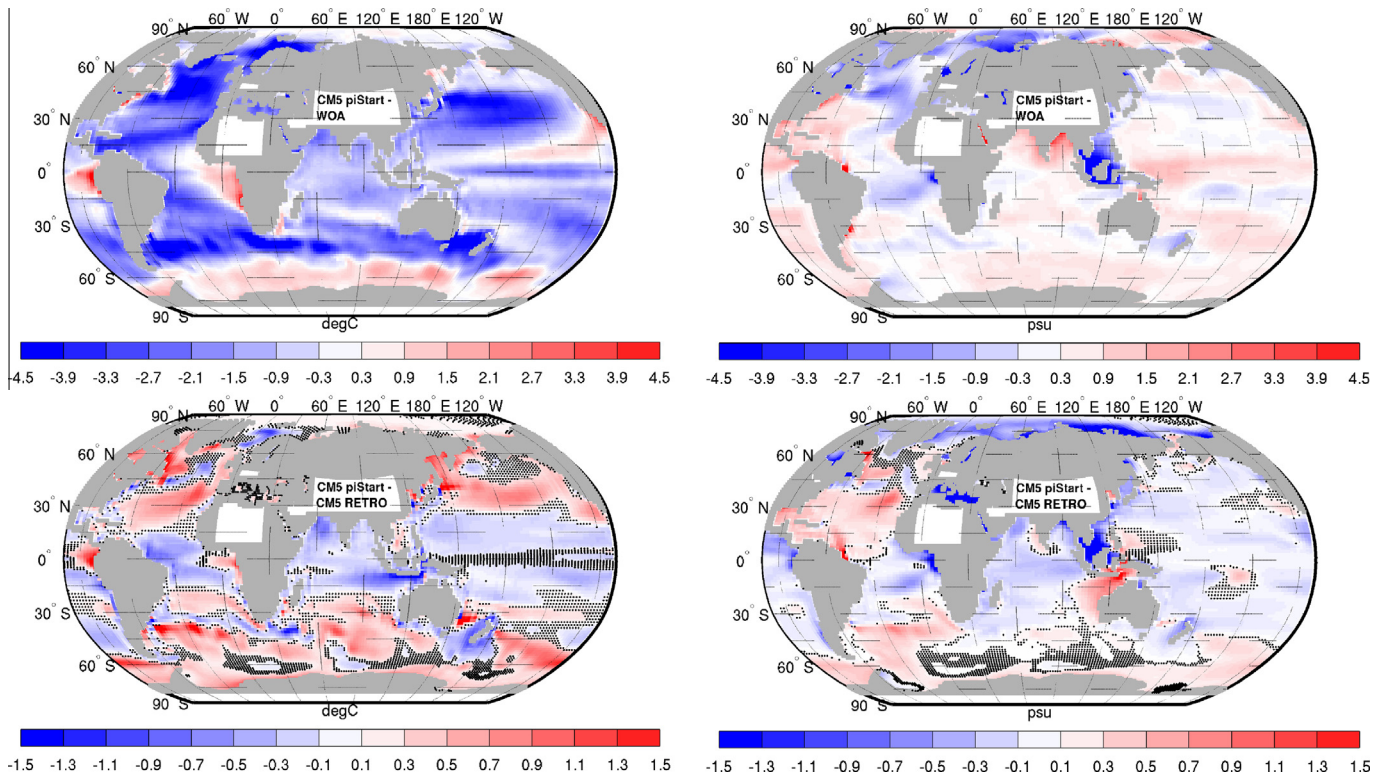 60° W 0° 60° E 120° E 180° E 120° W
90° N
60° N
30° N
0°
30° S
60° S
90° S
CM5 piStart -
WOA
degC
-4.5 -3.9 -3.3 -2.7 -2.1 -1.5 -0.9 -0.3 0.3 0.9 1.5 2.1 2.7 3.3 3.9 4.5
60° W 0° 60° E 120° E 180° E 120° W
90° N
60° N
30° N
0°
30° S
60° S
90° S
CM5 piStart -
WOA
psu
-4.5 -3.9 -3.3 -2.7 -2.1 -1.5 -0.9 -0.3 0.3 0.9 1.5 2.1 2.7 3.3 3.9 4.5
60° W 0° 60° E 120° E 180° E 120° W
90° N
60° N
30° N
0°
30° S
60° S
90° S
CM5 piStart -
CM5 RETRO
degC
-1.5 -1.3 -1.1 -0.9 -0.7 -0.5 -0.3 -0.1 0.1 0.3 0.5 0.7 0.9 1.1 1.3 1.5
60° W 0° 60° E 120° E 180° E 120° W
90° N
60° N
30° N
0°
30° S
60° S
90° S
CM5 piStart -
CM5 RETRO
psu
-1.5 -1.3 -1.1 -0.9 -0.7 -0.5 -0.3 -0.1 0.1 0.3 0.5 0.7 0.9 1.1 1.3 1.5